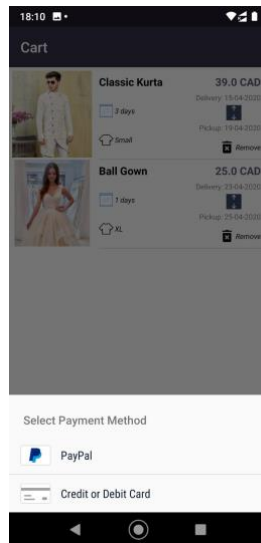 18:10
Cart
Classic Kurta 39.0 CAD
Delivery: 15-04-2020
3 days
Pickup: 19-04-2020
Small
Remove
Ball Gown 25.0 CAD
Delivery: 23-04-2020
1 days
Pickup: 25-04-2020
XL
Remove
Select Payment Method
PayPal
Credit or Debit Card